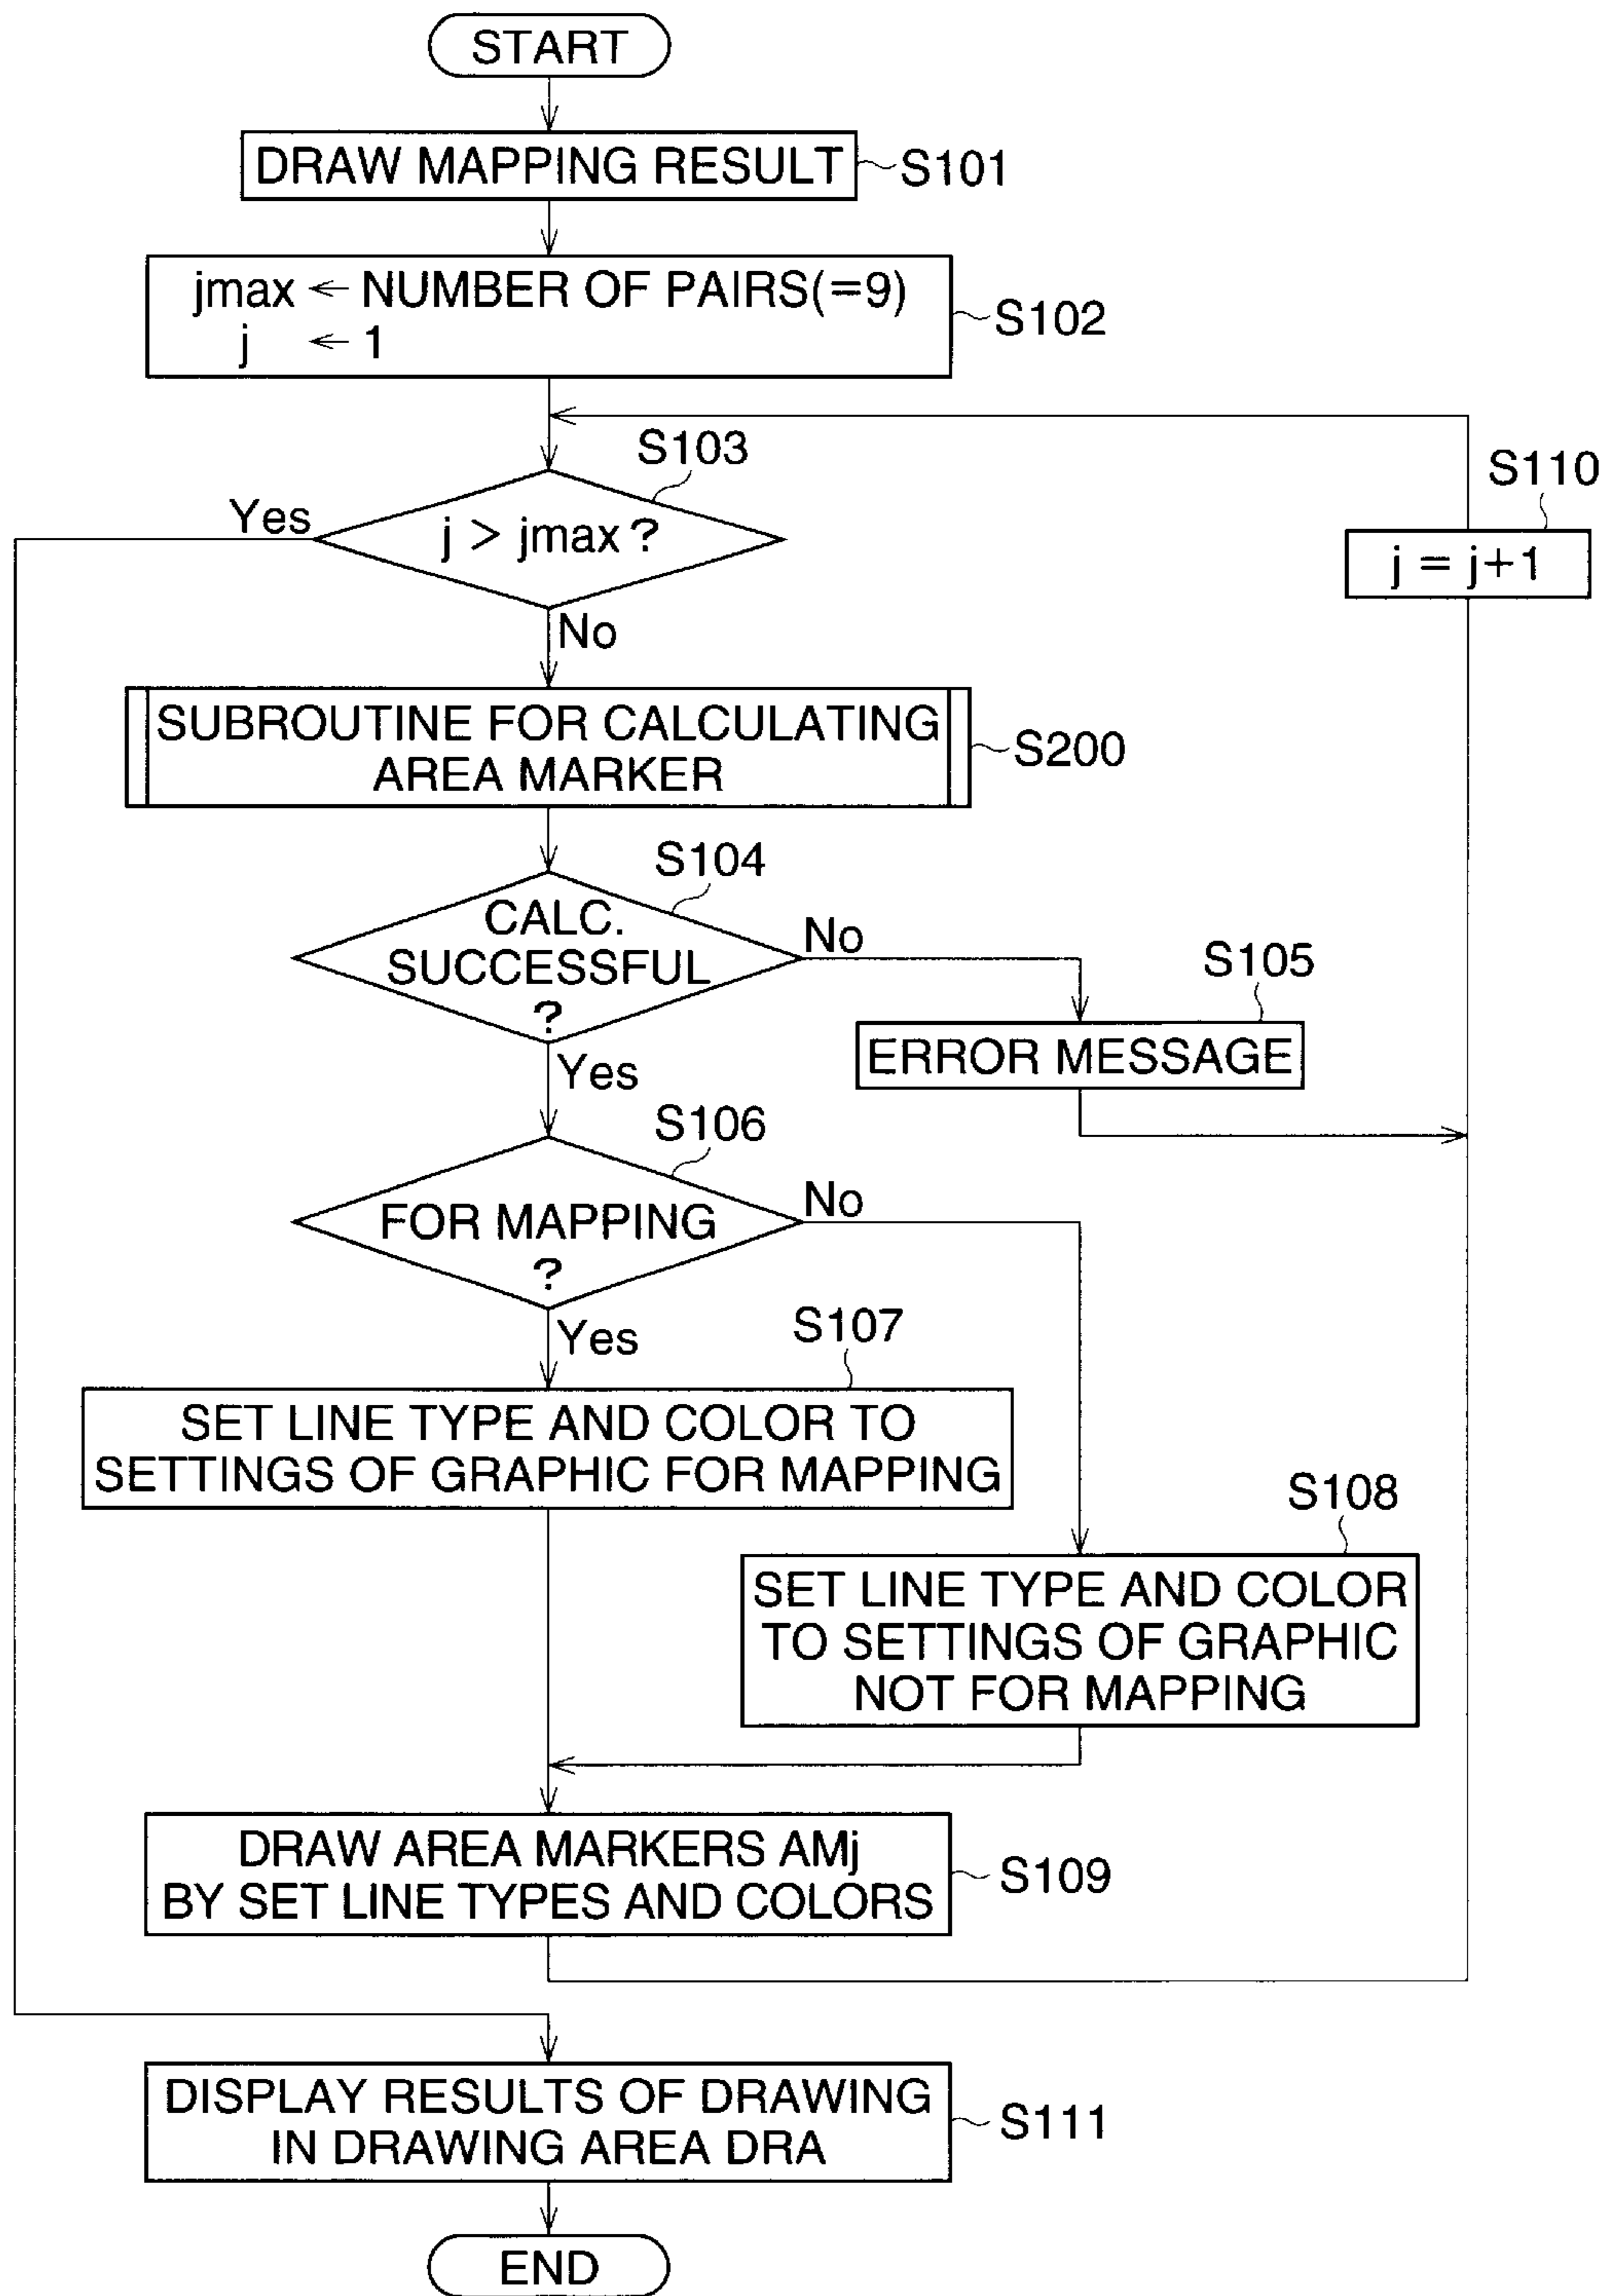 START
DRAW MAPPING RESULT
S101
jmax ← NUMBER OF PAIRS(=9)
j ← 1
S102
S103
Yes
j > jmax ?
No
S110
j = j+1
SUBROUTINE FOR CALCULATING
AREA MARKER
S200
S104
CALC.
SUCCESSFUL
?
No
Yes
S105
ERROR MESSAGE
S106
FOR MAPPING
?
No
Yes
S107
SET LINE TYPE AND COLOR TO
SETTINGS OF GRAPHIC FOR MAPPING
S108
SET LINE TYPE AND COLOR
TO SETTINGS OF GRAPHIC
NOT FOR MAPPING
DRAW AREA MARKERS AMj
BY SET LINE TYPES AND COLORS
S109
DISPLAY RESULTS OF DRAWING
IN DRAWING AREA DRA
S111
END